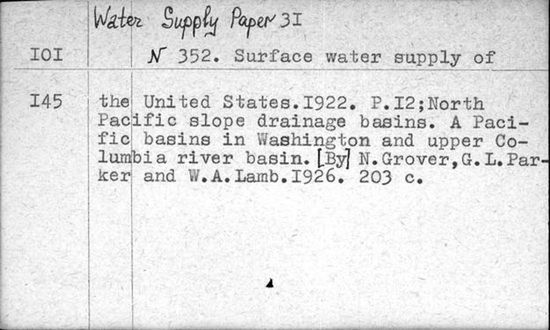 Water Supply Paper 3I
IOI N 352. Surface water supply of
I45 the United States.I922. P.I2;North
Pacific slope drainage basins. A Paci-
fic basins in Washington and upper Co-
lumbia river basin.[By] N.Grover,G.L.Par-
ker and W.A.Lamb.I926. 203 c.